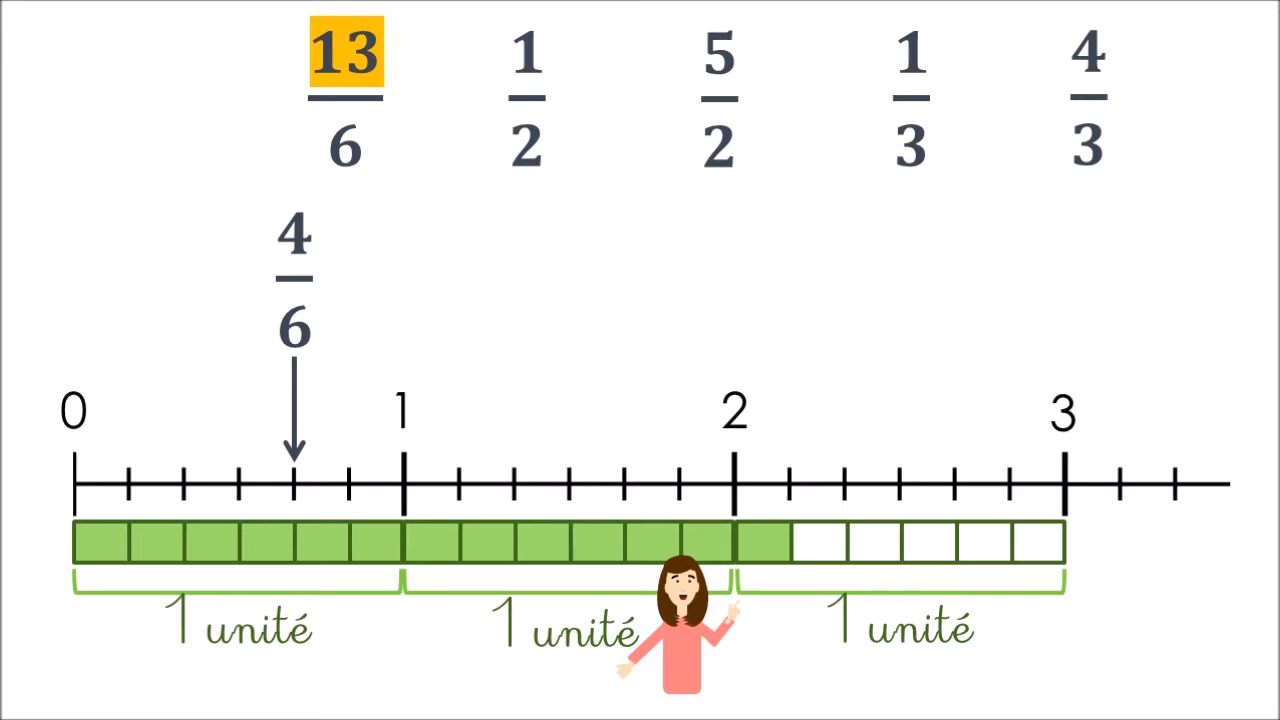 13/6 1/2 5/2 1/3 4/3
4/6
0 1 2 3
1 unité 1 unité 1 unité